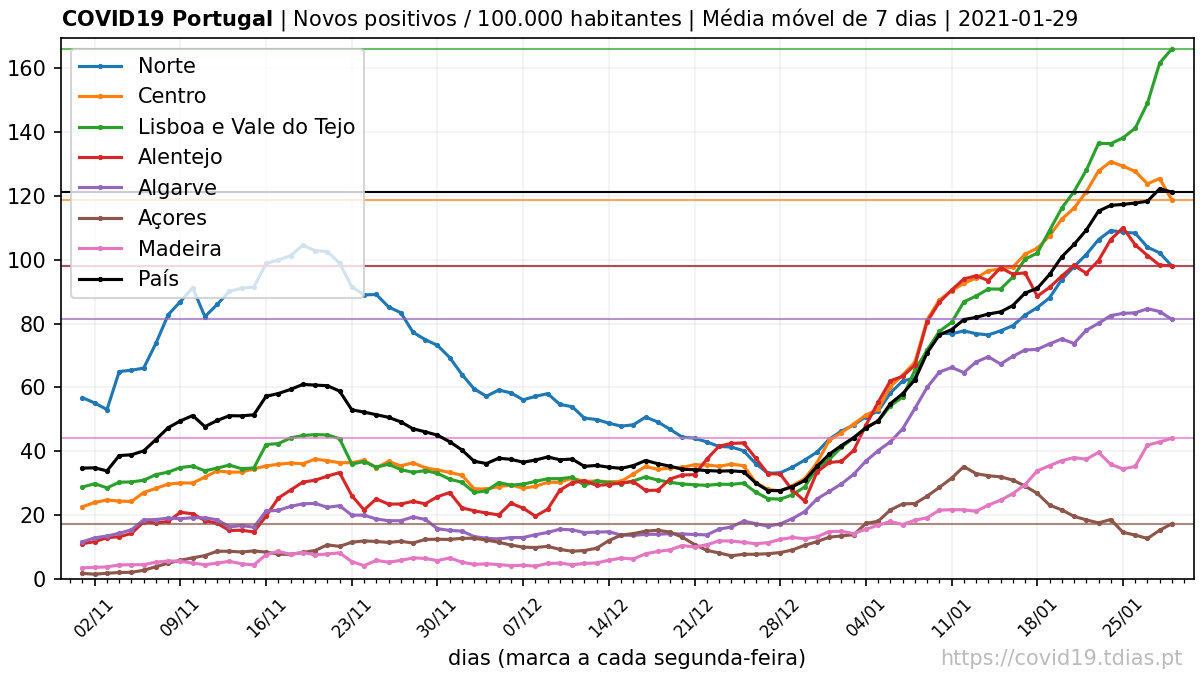 COVID19 Portugal | Novos positivos / 100.000 habitantes | Média móvel de 7 dias | 2021-01-29
160
140
120
100
80
60
40
20
0
Norte
Centro
Lisboa e Vale do Tejo
Alentejo
Algarve
Açores
Madeira
País
02/11
09/11
16/11
23/11
30/11
07/12
14/12
21/12
28/12
04/01
11/01
18/01
25/01
dias (marca a cada segunda-feira)
https://covid19.tdias.pt